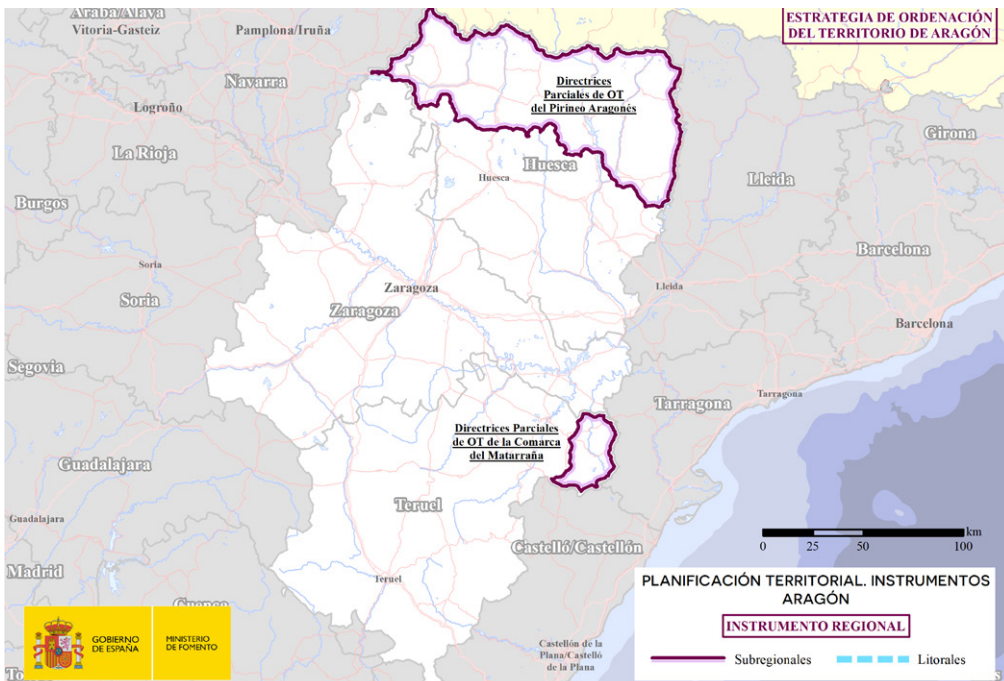 Araba/Álava
Vitoria-Gasteiz
Pamplona/Iruña
ESTRATEGIA DE ORDENACIÓN
DEL TERRITORIO DE ARAGÓN
Navarra
Directrices
Parciales de OT
del Pirineo Aragonés
Logroño
La Rioja
Girona
Huesca
Huesca
Lleida
Burgos
Barcelona
Soria
Soria
Zaragoza
Lleida
Zaragoza
Barcelona
Segovia
Tarragona
Tarragona
Directrices Parciales
de OT de la Comarca
del Matarraña
Guadalajara
Teruel
Guadalajara
Castelló/Castellón
km
0 25 50 100
Madrid
Teruel
PLANIFICACIÓN TERRITORIAL. INSTRUMENTOS
ARAGÓN
INSTRUMENTO REGIONAL
Subregionales
Litorales
Cuenca
GOBIERNO
DE ESPAÑA
MINISTERIO
DE FOMENTO
Castellón de la
Plana/Castelló
de la Plana